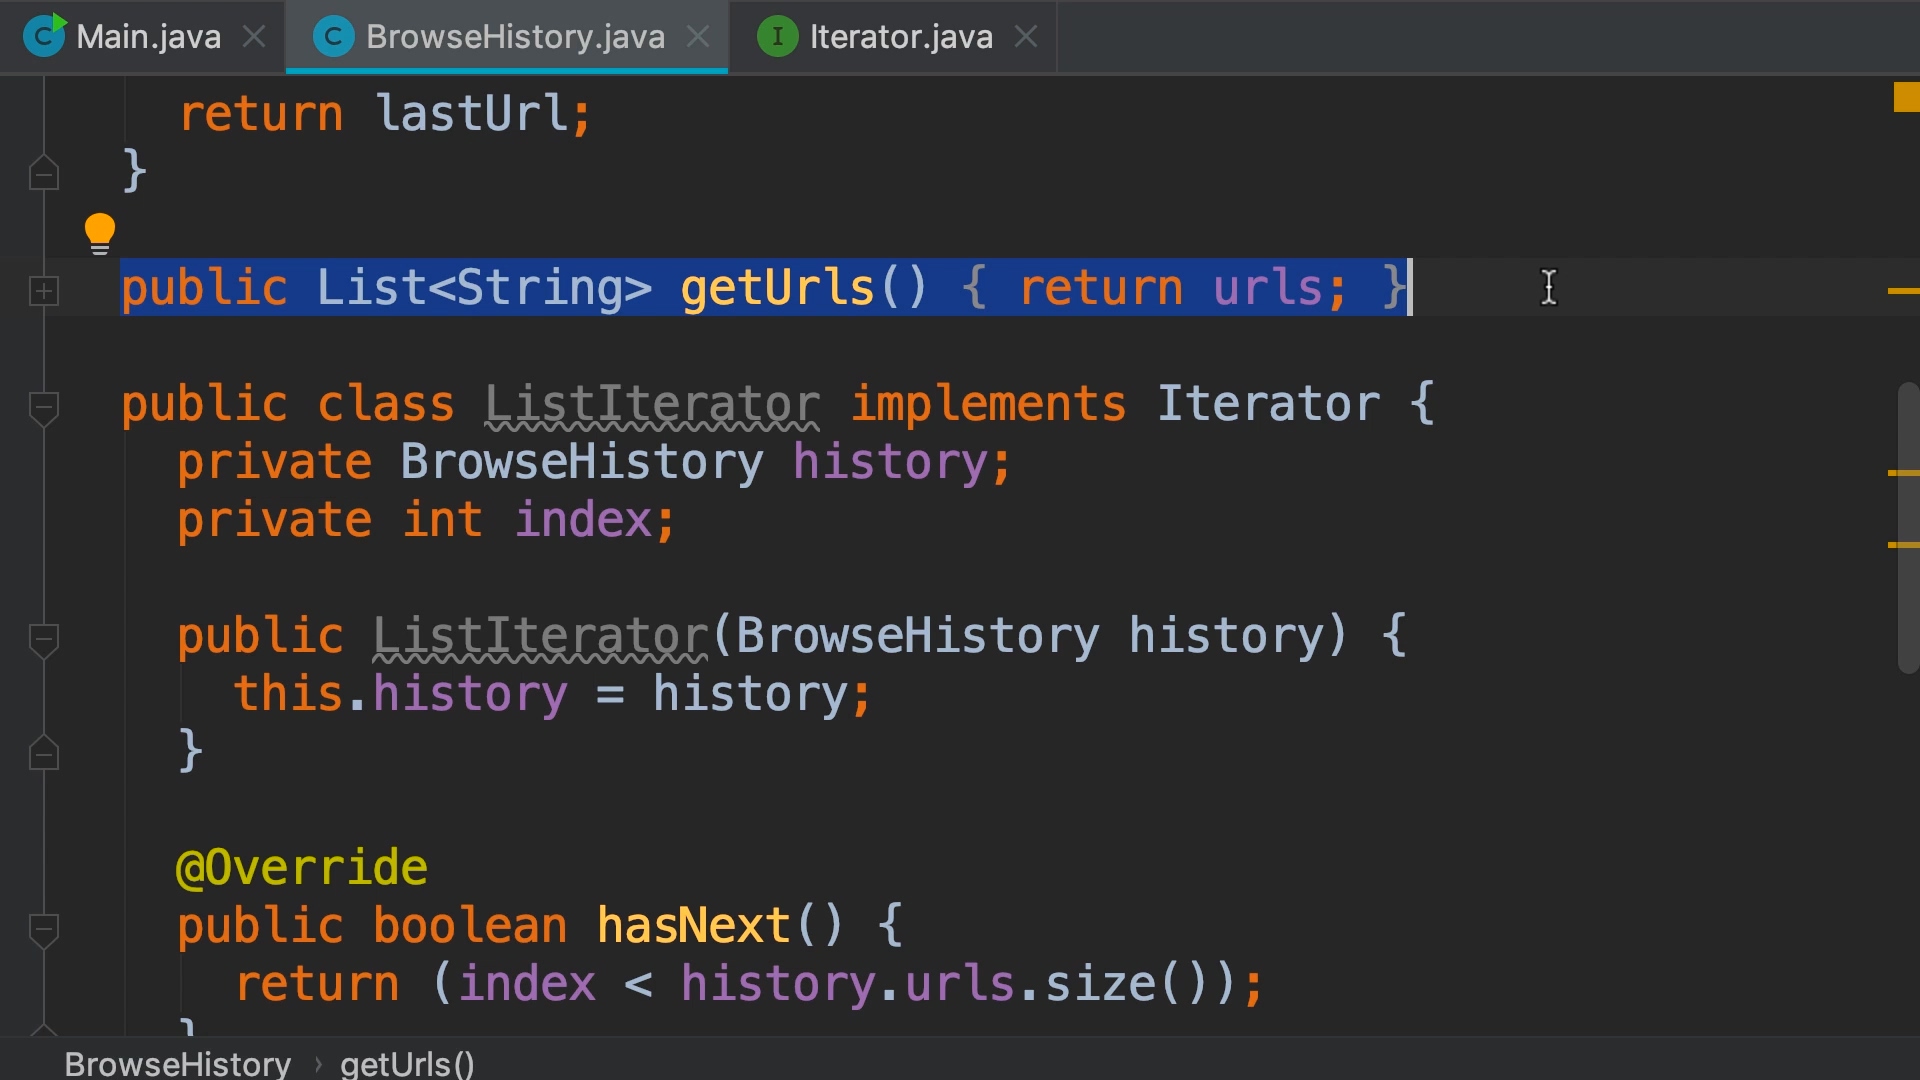 Main.java
BrowseHistory.java
Iterator.java
return lastUrl;
}
public List<String> getUrls() { return urls; }
public class ListIterator implements Iterator {
private BrowseHistory history;
private int index;
public ListIterator(BrowseHistory history) {
this.history = history;
}
@Override
public boolean hasNext() {
return (index < history.urls.size());
}
BrowseHistory › getUrls()